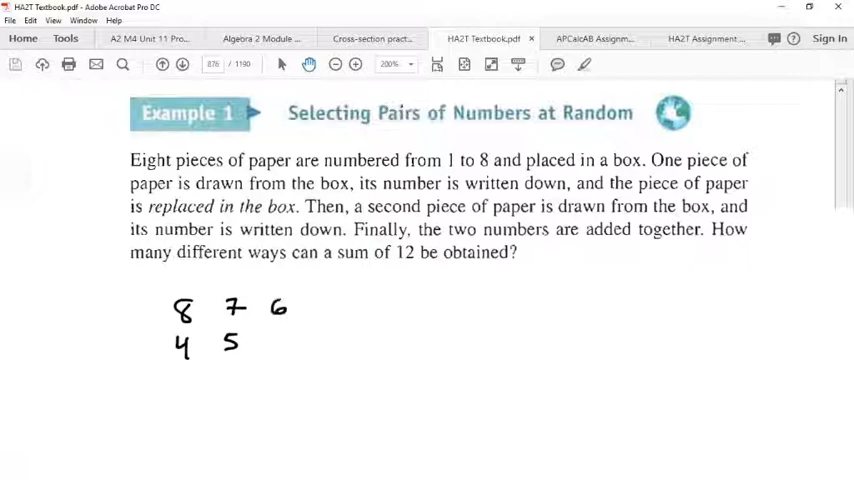 HA2T Textbook.pdf - Adobe Acrobat Pro DC
File Edit View Window Help
Home Tools A2 M4 Unit 11 Pro... Algebra 2 Module ... Cross-section pract... HA2T Textbook.pdf × APCalcAB Assignm... HA2T Assignment ... Sign In
876 / 1190 200%
Example 1 Selecting Pairs of Numbers at Random
Eight pieces of paper are numbered from 1 to 8 and placed in a box. One piece of
paper is drawn from the box, its number is written down, and the piece of paper
is replaced in the box. Then, a second piece of paper is drawn from the box, and
its number is written down. Finally, the two numbers are added together. How
many different ways can a sum of 12 be obtained?
8 7 6
4 5